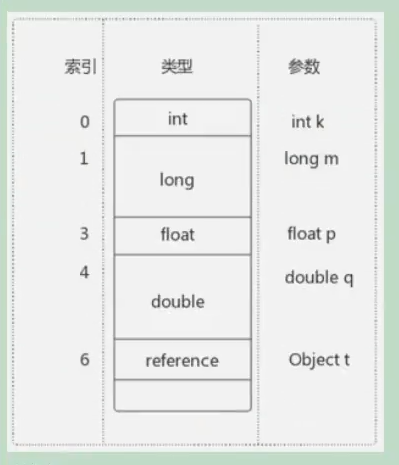 索引 类型 参数
0 int int k
1 long long m
3 float float p
4 double double q
6 reference Object t